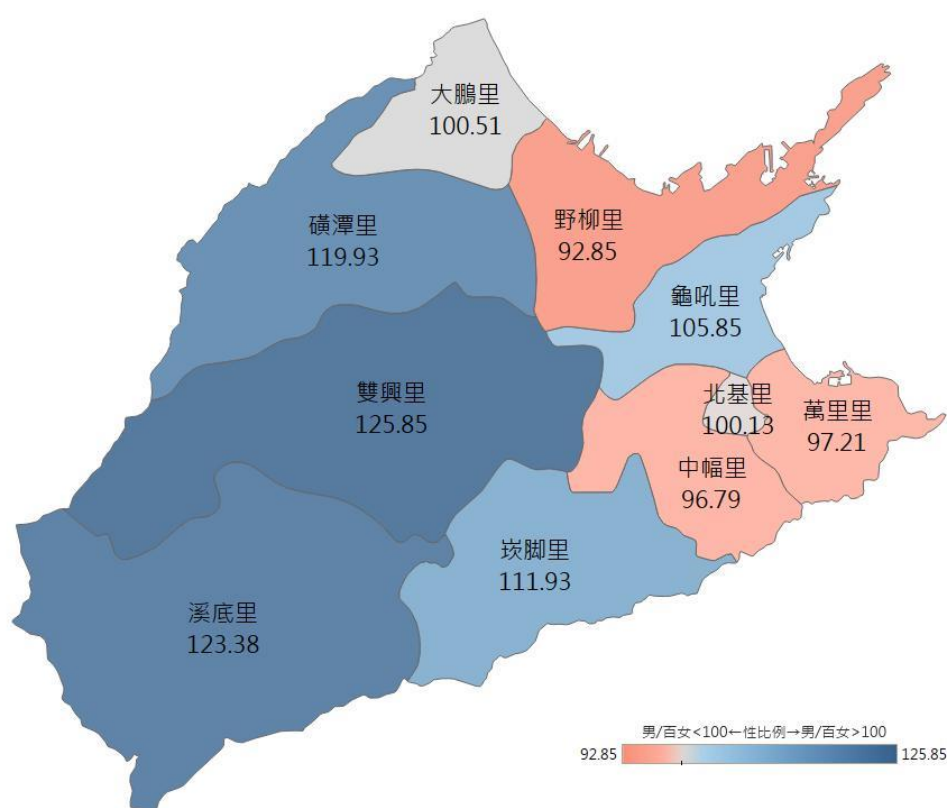 大鵬里
100.51
磺潭里
119.93
野柳里
92.85
龜吼里
105.85
雙興里
125.85
北基里
100.13
萬里里
97.21
中幅里
96.79
崁脚里
111.93
溪底里
123.38
男/百女<100←性比例→男/百女>100
92.85
125.85